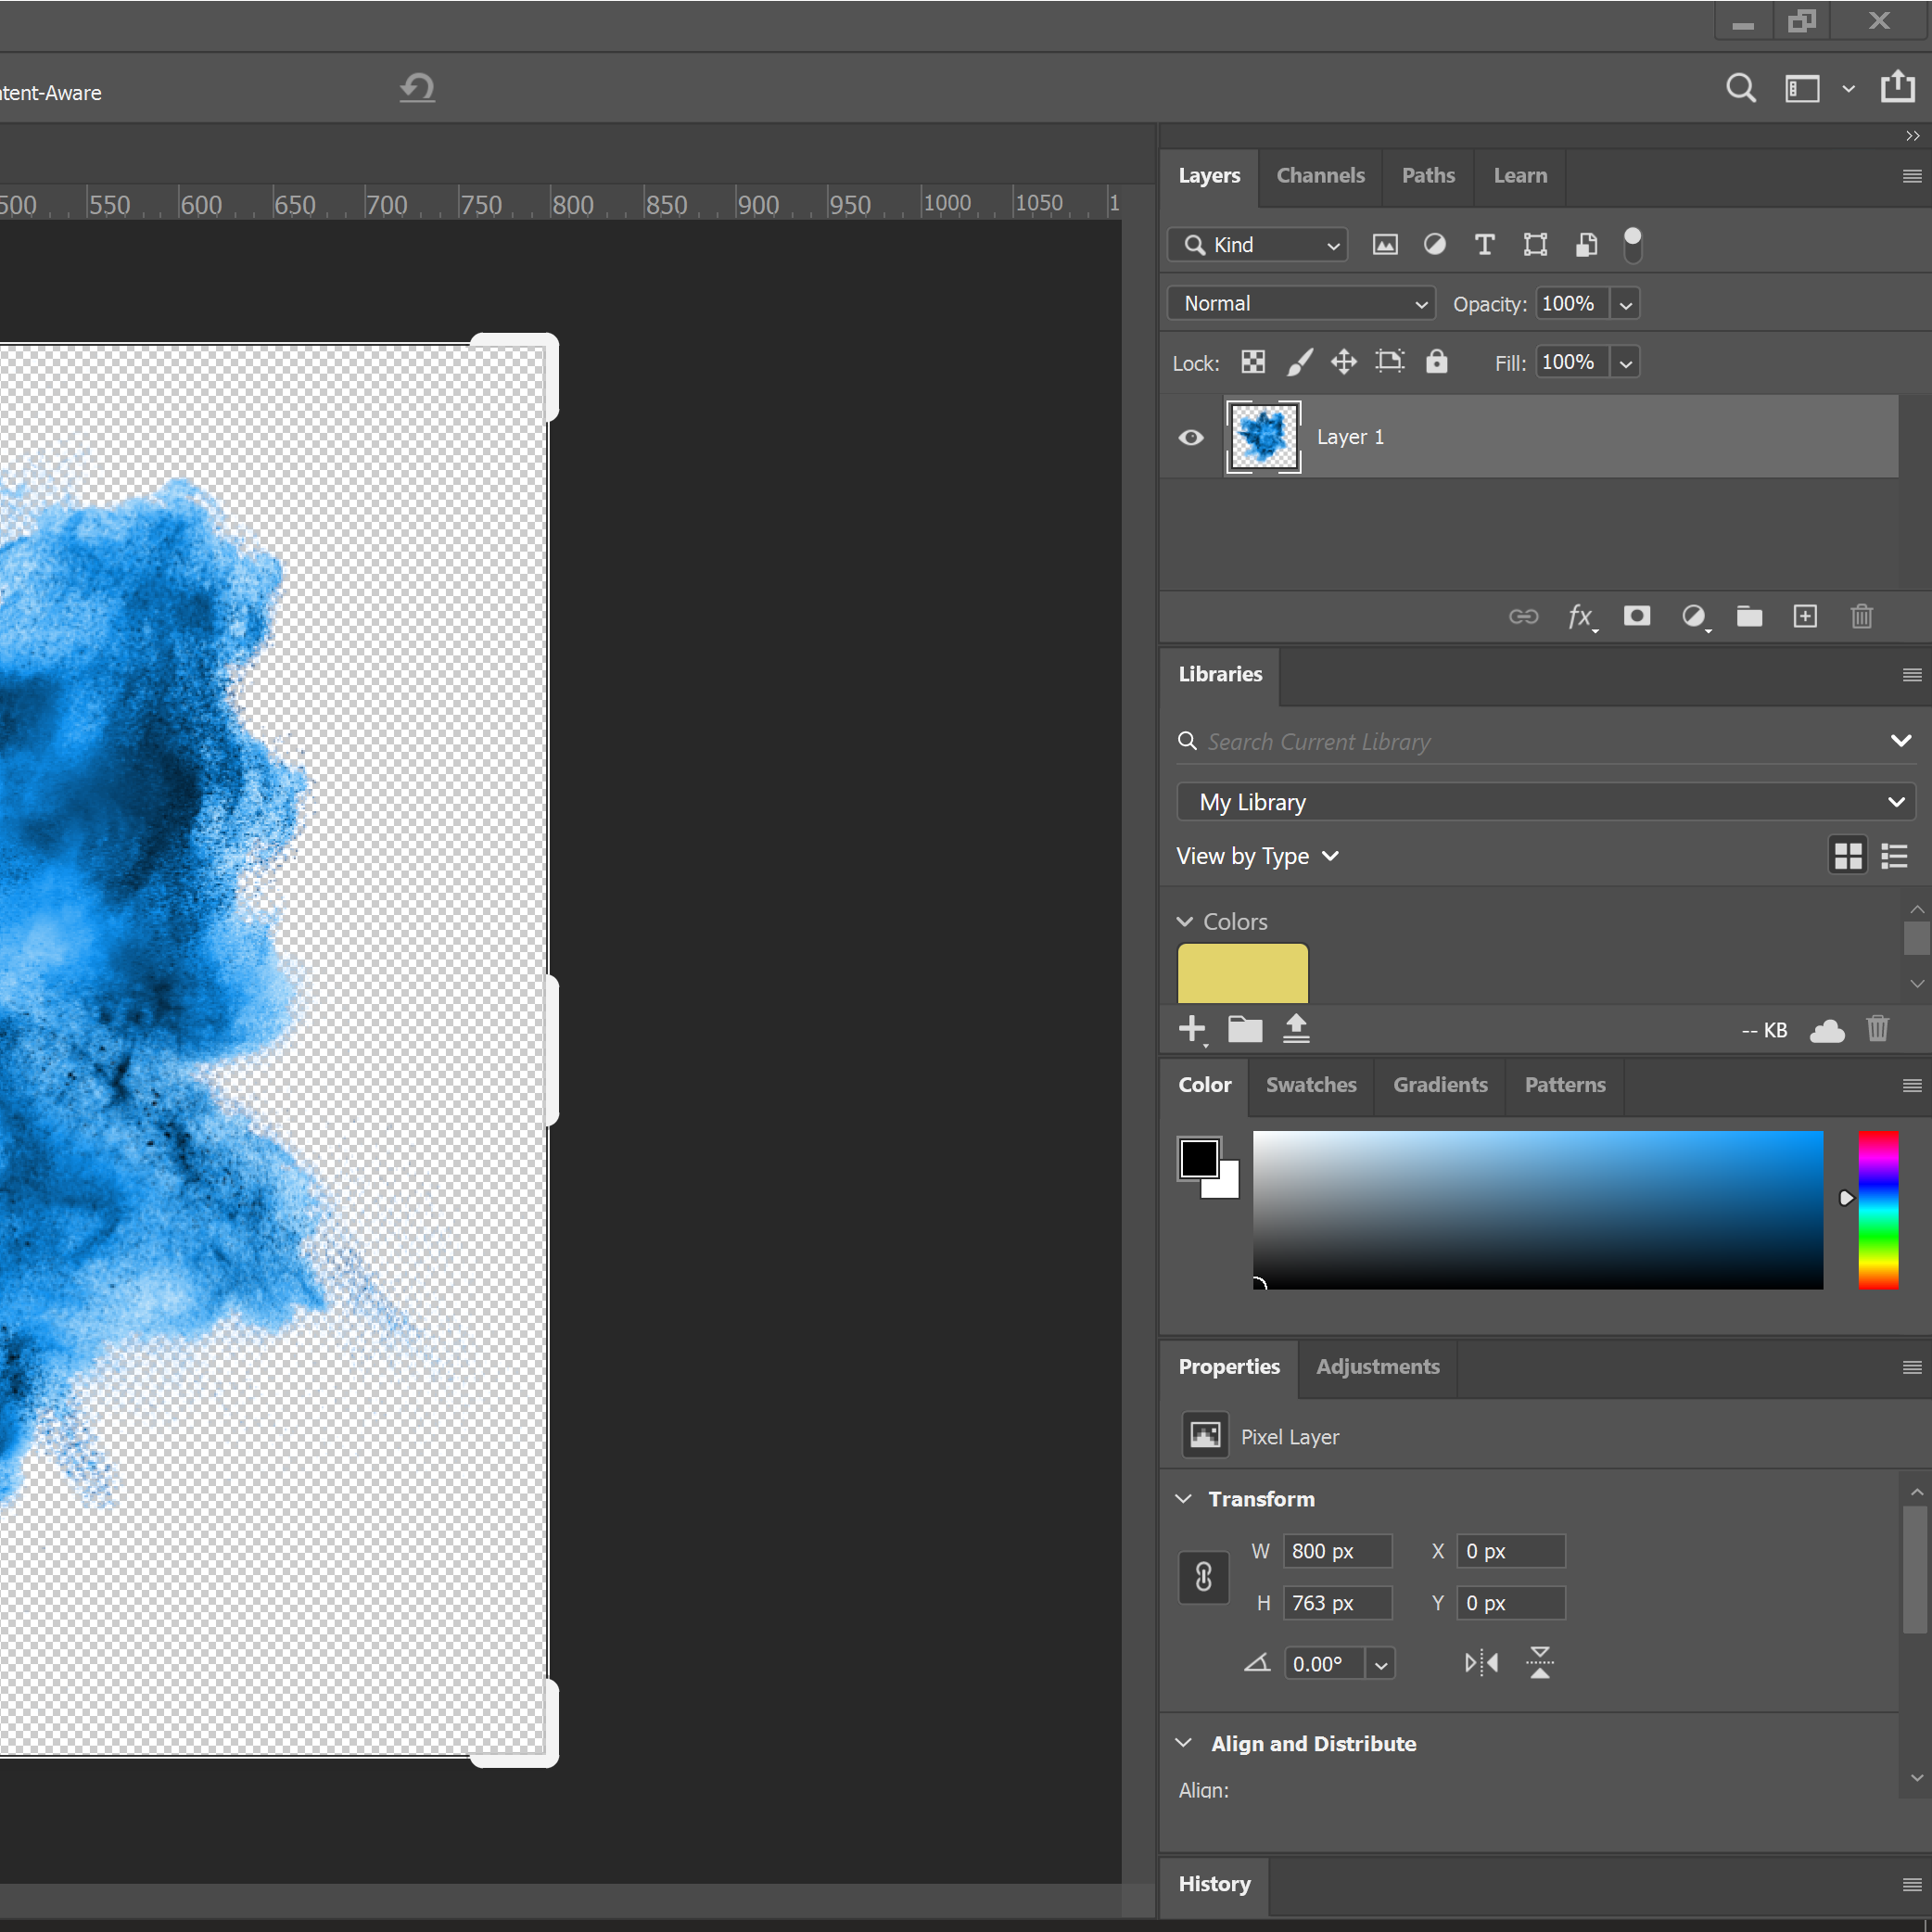 tent-Aware
500 550 600 650 700 750 800 850 900 950 1000 1050 1
Layers Channels Paths Learn
Kind
Normal Opacity: 100%
Lock: Fill: 100%
Layer 1
fx
Libraries
Search Current Library
My Library
View by Type
Colors
-- KB
Color Swatches Gradients Patterns
Properties Adjustments
Pixel Layer
Transform
W 800 px X 0 px
H 763 px Y 0 px
0.00°
Align and Distribute
Align:
History